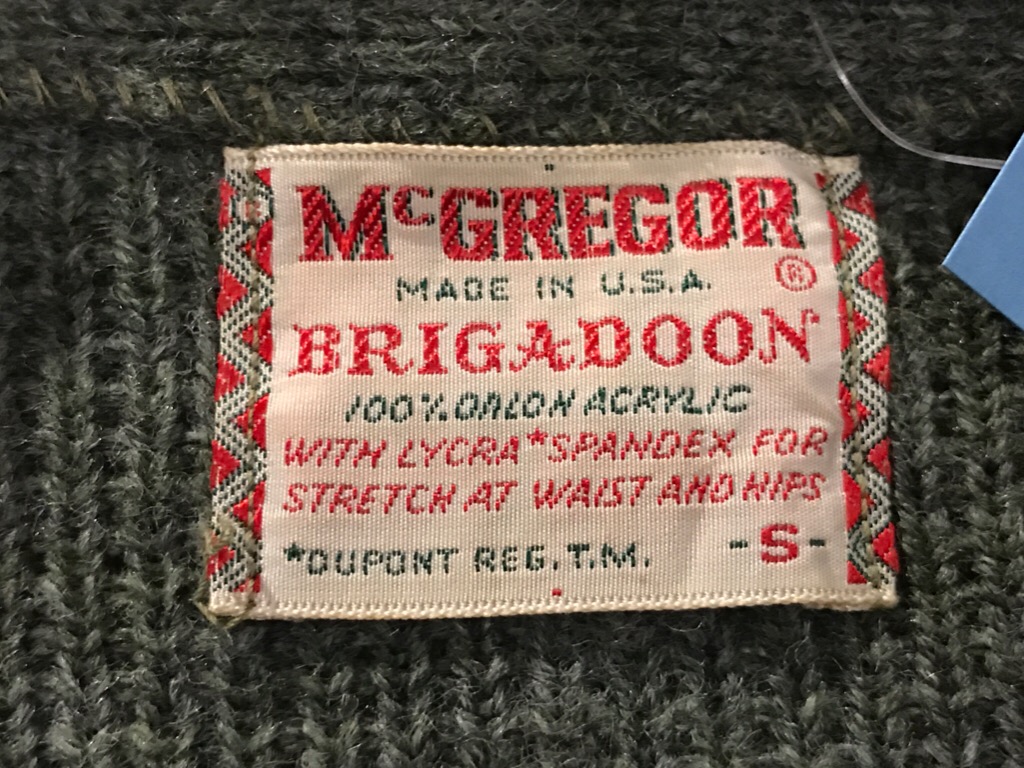 McGREGOR
®
MADE IN U.S.A.
BRIGADOON
100% ORLON ACRYLIC
WITH LYCRA*SPANDEX FOR
STRETCH AT WAIST AND HIPS
*DUPONT REG. T.M. -S-